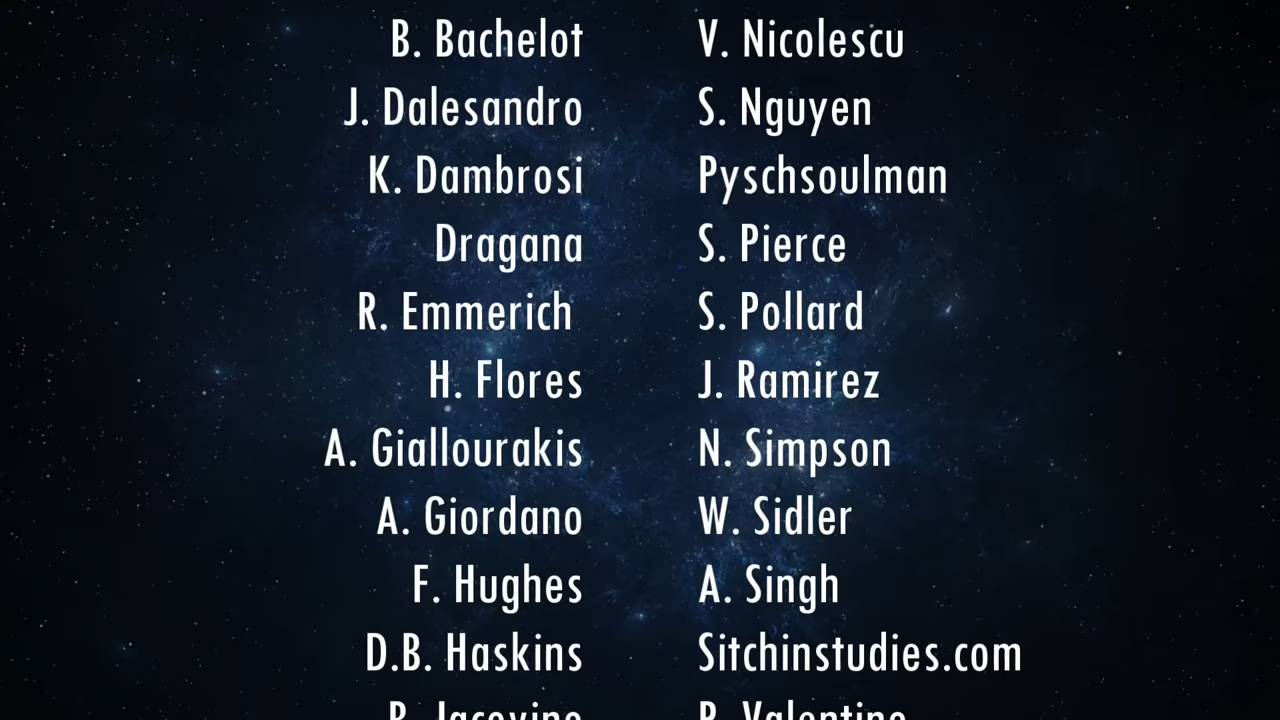 B. Bachelot
J. Dalesandro
K. Dambrosi
Dragana
R. Emmerich
H. Flores
A. Giallourakis
A. Giordano
F. Hughes
D.B. Haskins
V. Nicolescu
S. Nguyen
Pyschsoulman
S. Pierce
S. Pollard
J. Ramirez
N. Simpson
W. Sidler
A. Singh
Sitchinstudies.com